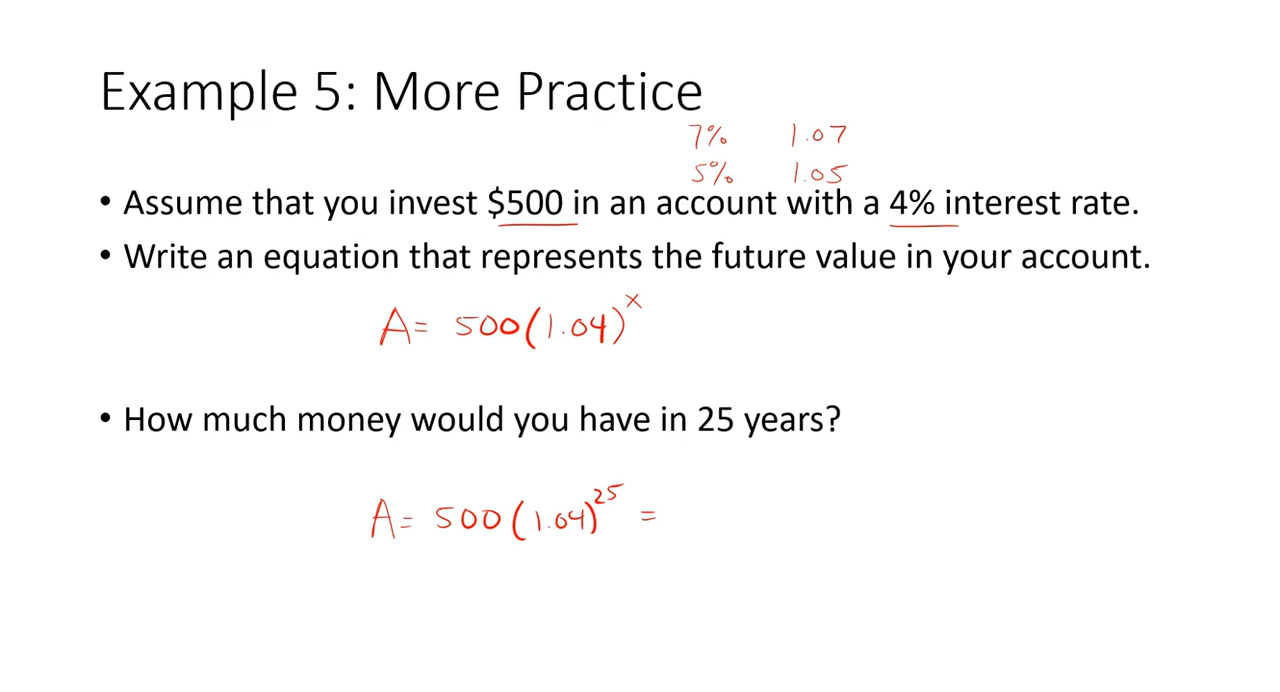 Example 5: More Practice
7% 1.07
5% 1.05
• Assume that you invest $500 in an account with a 4% interest rate.
• Write an equation that represents the future value in your account.
A= 500(1.04)^x
• How much money would you have in 25 years?
A= 500(1.04)^25 =